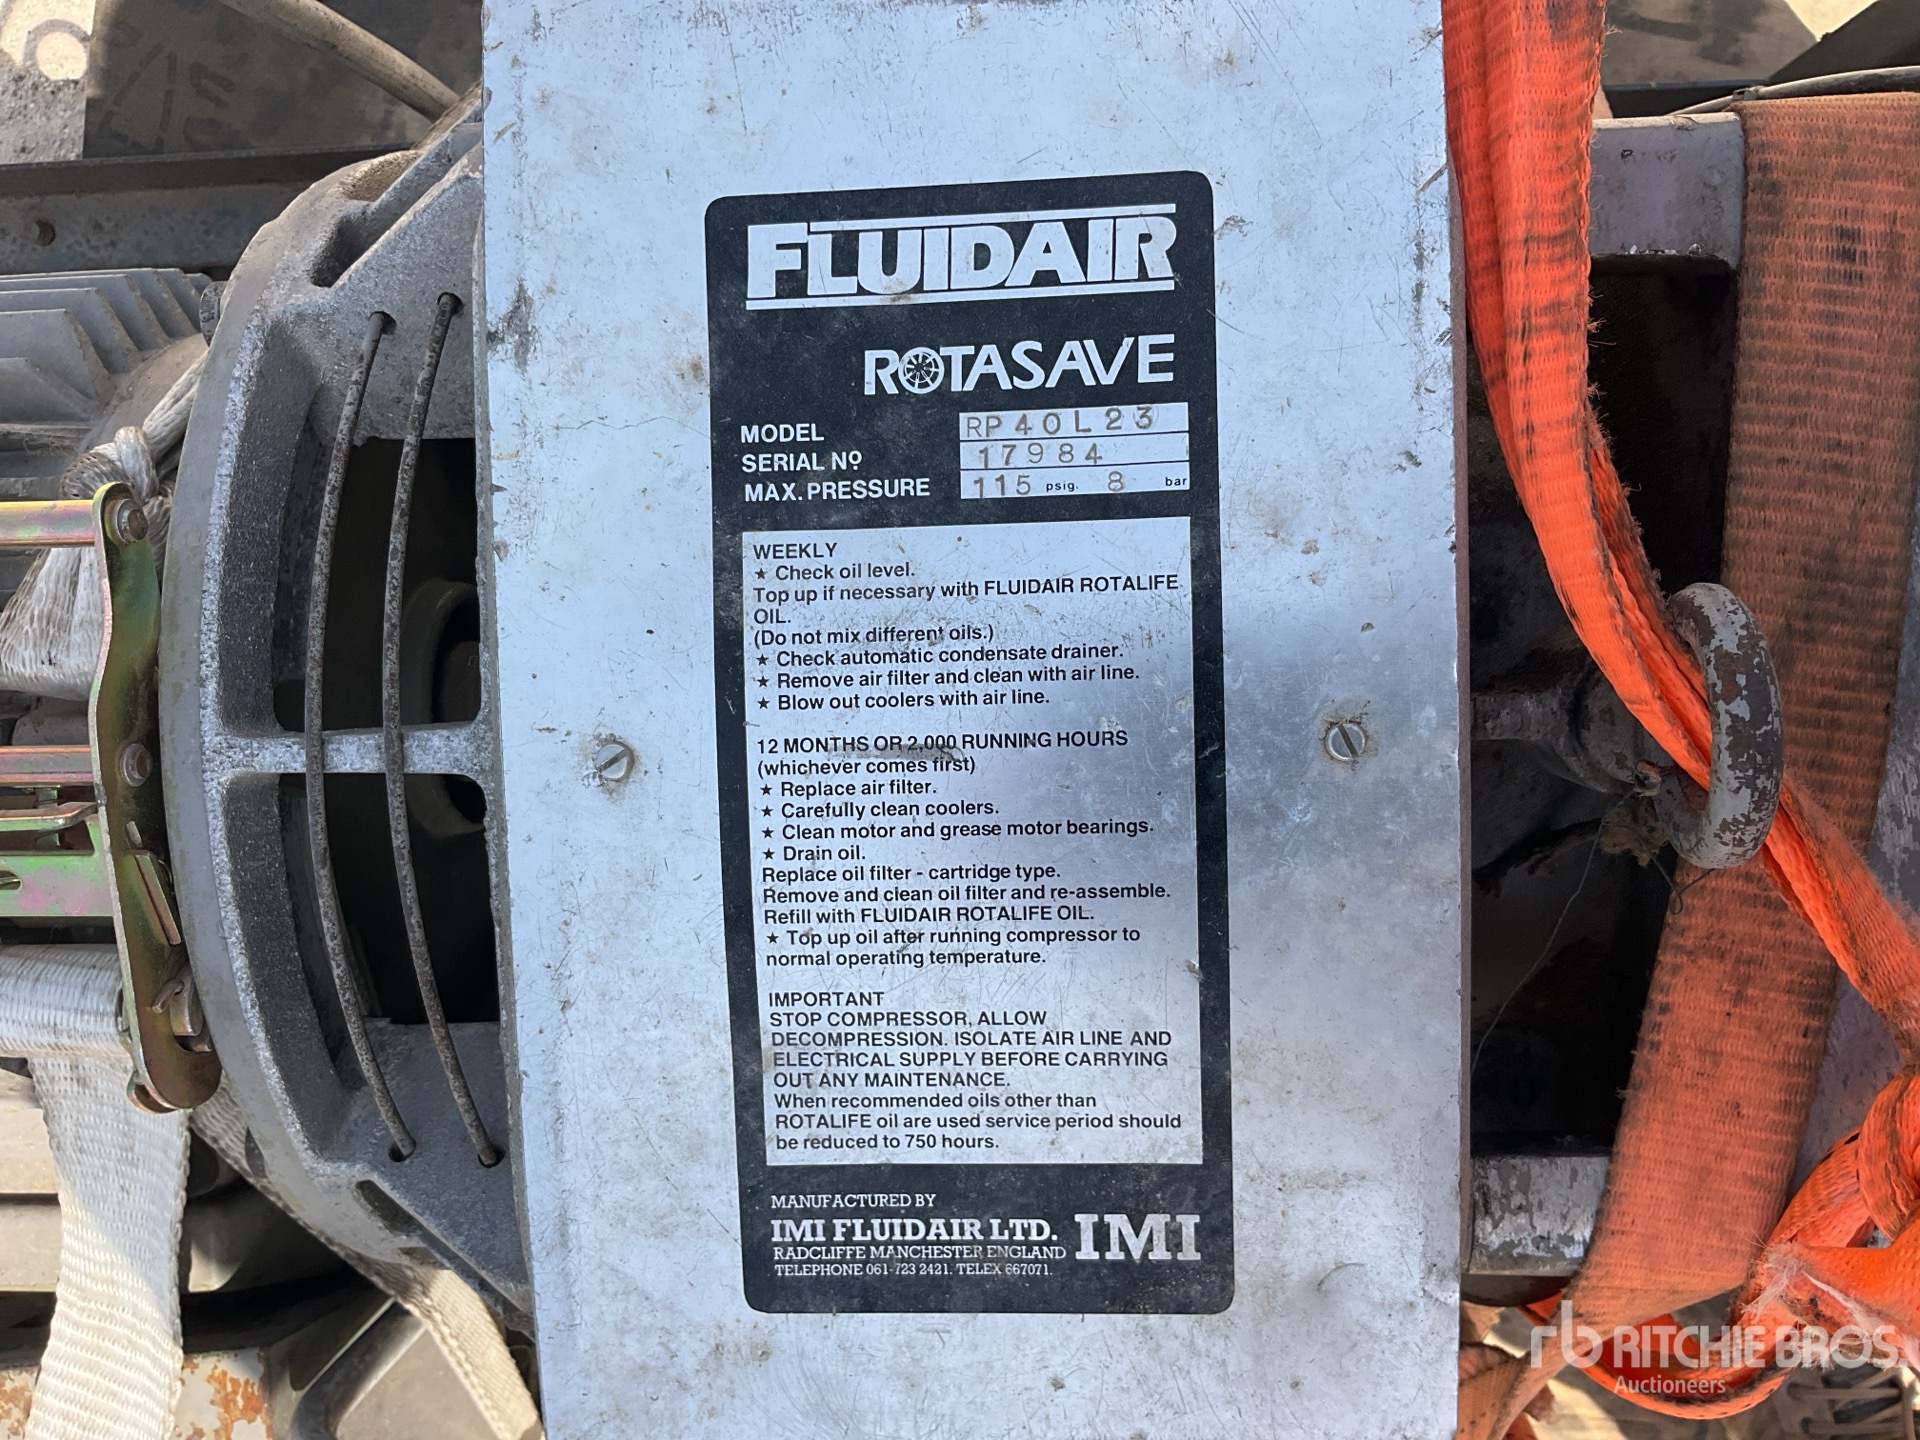 FLUIDAIR
ROTASAVE
MODEL RP40L23
SERIAL NO 17984
MAX. PRESSURE 115 psig. 8 bar
WEEKLY
★ Check oil level.
Top up if necessary with FLUIDAIR ROTALIFE
OIL.
(Do not mix different oils.)
★ Check automatic condensate drainer.
★ Remove air filter and clean with air line.
★ Blow out coolers with air line.
12 MONTHS OR 2,000 RUNNING HOURS
(whichever comes first)
★ Replace air filter.
★ Carefully clean coolers.
★ Clean motor and grease motor bearings.
★ Drain oil.
Replace oil filter - cartridge type.
Remove and clean oil filter and re-assemble.
Refill with FLUIDAIR ROTALIFE OIL.
★ Top up oil after running compressor to
normal operating temperature.
IMPORTANT
STOP COMPRESSOR, ALLOW
DECOMPRESSION. ISOLATE AIR LINE AND
ELECTRICAL SUPPLY BEFORE CARRYING
OUT ANY MAINTENANCE.
When recommended oils other than
ROTALIFE oil are used service period should
be reduced to 750 hours.
MANUFACTURED BY
IMI FLUIDAIR LTD. IMI
RADCLIFFE MANCHESTER ENGLAND
TELEPHONE 061-723 2421. TELEX 667071.
rb RITCHIE BROS.
Auctioneers